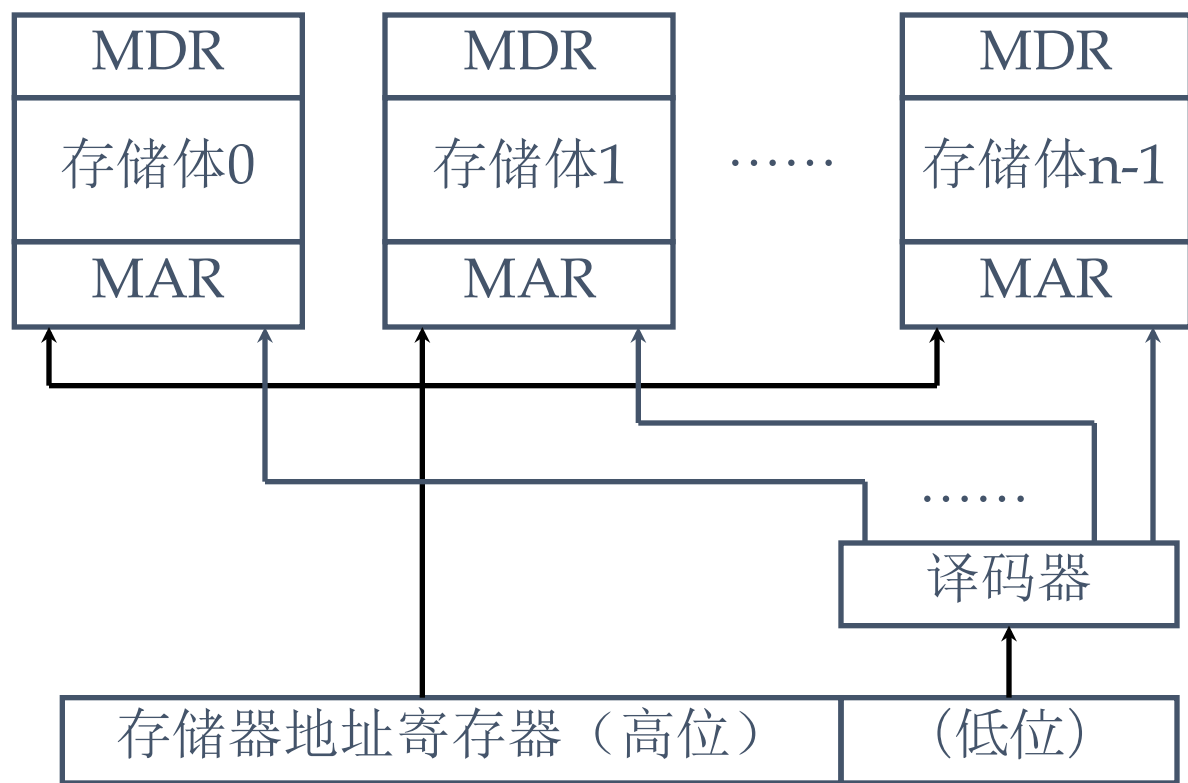 MDR MDR MDR
存储体0 存储体1 …… 存储体n-1
MAR MAR MAR
……
译码器
存储器地址寄存器（高位） (低位)